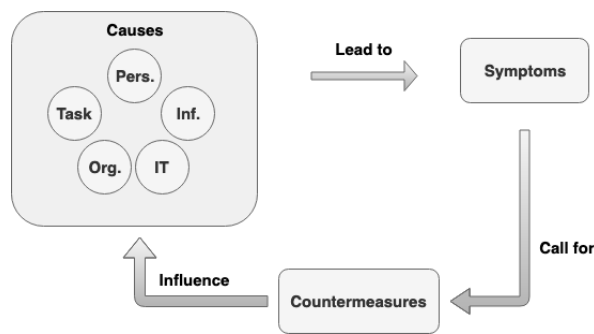 Causes
Pers.
Lead to
Symptoms
Task
Inf.
Org.
IT
Call for
Influence
Countermeasures